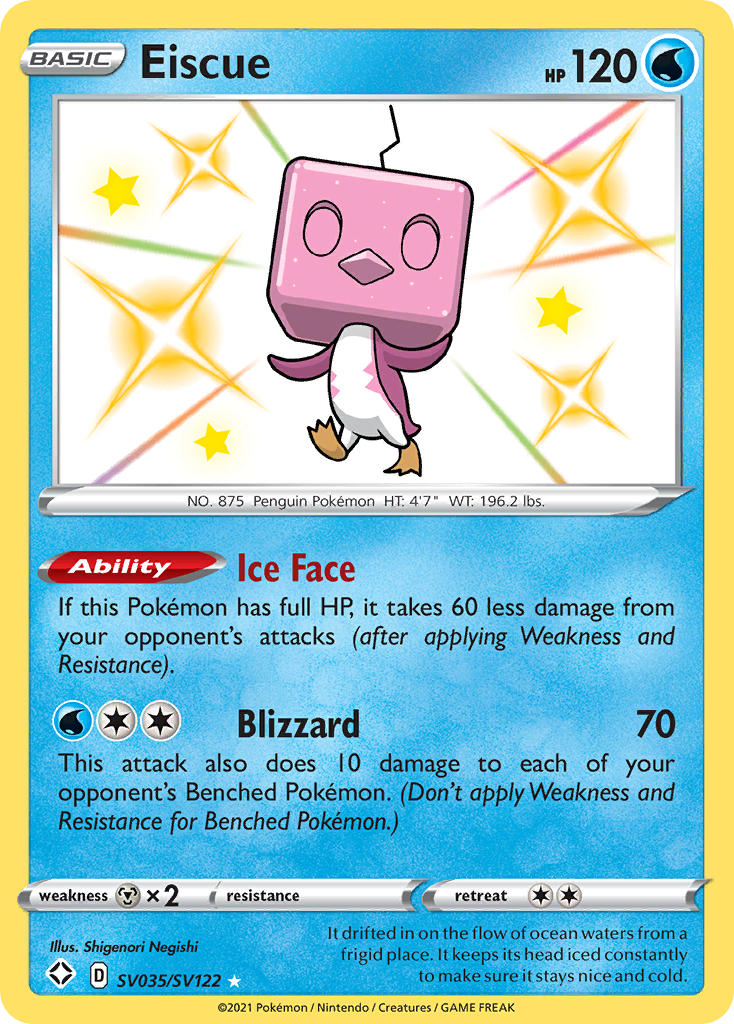 BASIC Eiscue HP 120
NO. 875 Penguin Pokémon HT: 4'7" WT: 196.2 lbs.
Ability Ice Face
If this Pokémon has full HP, it takes 60 less damage from
your opponent's attacks (after applying Weakness and
Resistance).
Blizzard 70
This attack also does 10 damage to each of your
opponent's Benched Pokémon. (Don't apply Weakness and
Resistance for Benched Pokémon.)
weakness ×2 resistance retreat
Illus. Shigenori Negishi
It drifted in on the flow of ocean waters from a
frigid place. It keeps its head iced constantly
to make sure it stays nice and cold.
D SV035/SV122
©2021 Pokémon / Nintendo / Creatures / GAME FREAK